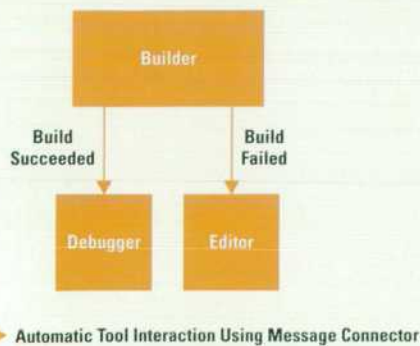 Builder
Build
Succeeded
Build
Failed
Debugger
Editor
Automatic Tool Interaction Using Message Connector